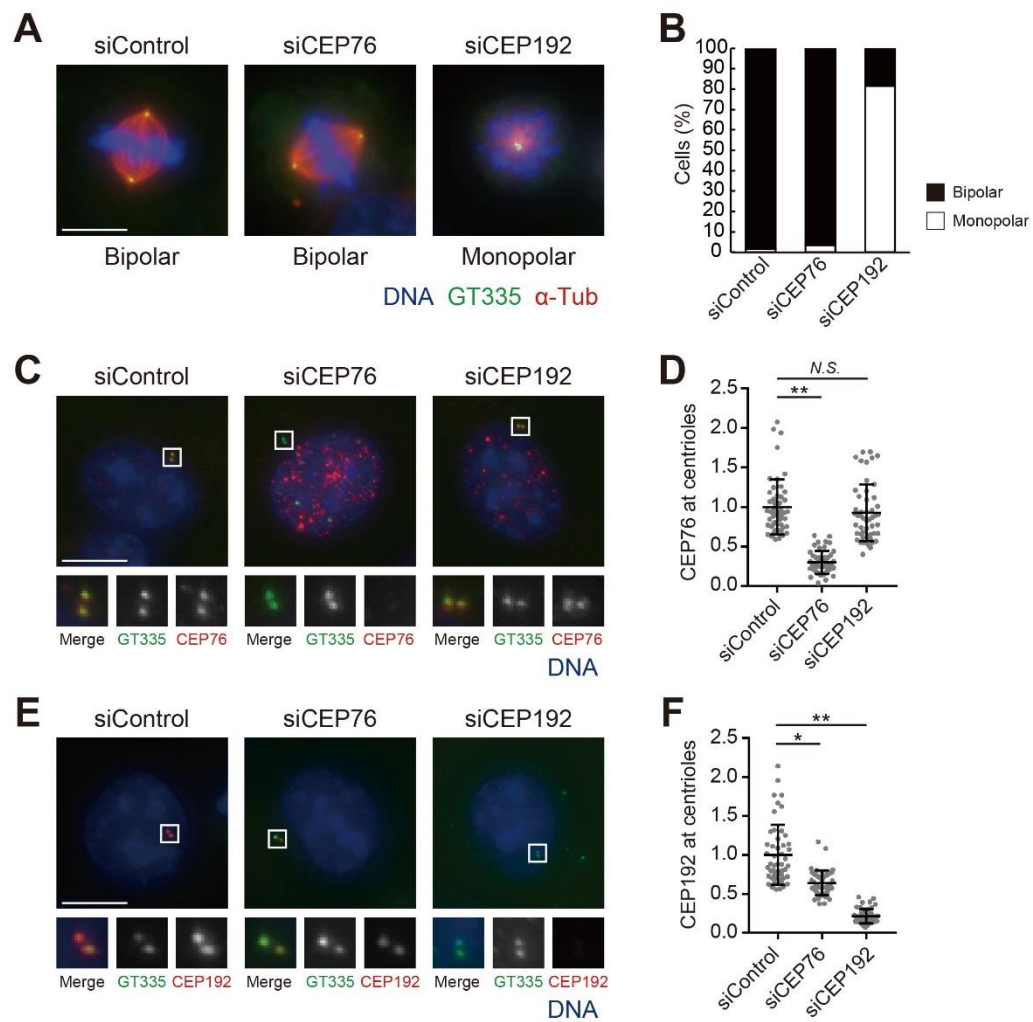 A
siControl siCEP76 siCEP192
Bipolar Bipolar Monopolar
DNA GT335 α-Tub
B
Cells (%)
100
90
80
70
60
50
40
30
20
10
0
siControl siCEP76 siCEP192
Bipolar
Monopolar
C
siControl siCEP76 siCEP192
Merge GT335 CEP76 Merge GT335 CEP76 Merge GT335 CEP76
DNA
D
N.S.
**
CEP76 at centrioles
2.5
2.0
1.5
1.0
0.5
0.0
siControl siCEP76 siCEP192
E
siControl siCEP76 siCEP192
Merge GT335 CEP192 Merge GT335 CEP192 Merge GT335 CEP192
DNA
F
**
*
CEP192 at centrioles
2.5
2.0
1.5
1.0
0.5
0.0
siControl siCEP76 siCEP192